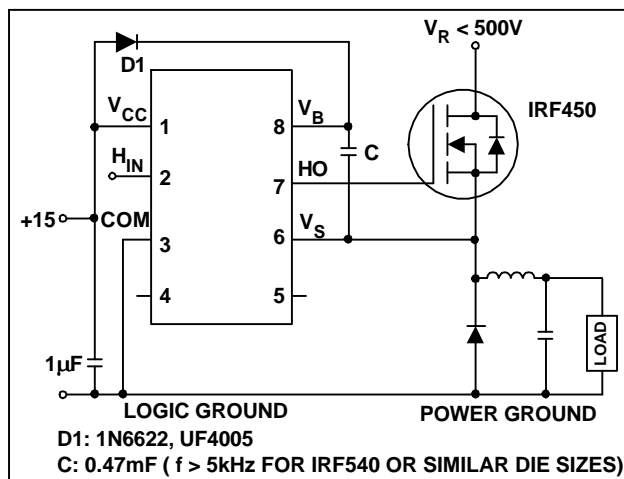 V_R < 500V
D1
IRF450
V_CC
1
8
V_B
C
H_IN
2
7
HO
+15
COM
3
6
V_S
4
5
1µF
LOAD
LOGIC GROUND
POWER GROUND
D1: 1N6622, UF4005
C: 0.47mF ( f > 5kHz FOR IRF540 OR SIMILAR DIE SIZES)